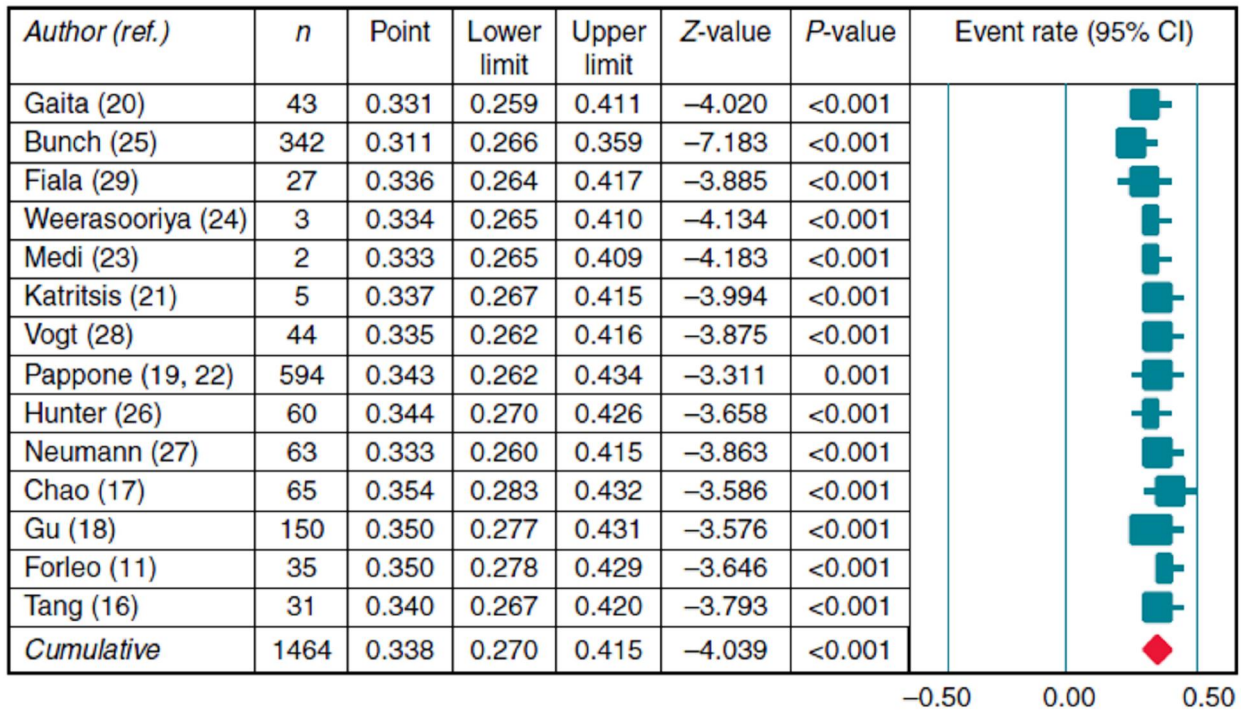 Author (ref.) n Point Lower limit Upper limit Z-value P-value Event rate (95% CI)
Gaita (20) 43 0.331 0.259 0.411 –4.020 <0.001
Bunch (25) 342 0.311 0.266 0.359 –7.183 <0.001
Fiala (29) 27 0.336 0.264 0.417 –3.885 <0.001
Weerasooriya (24) 3 0.334 0.265 0.410 –4.134 <0.001
Medi (23) 2 0.333 0.265 0.409 –4.183 <0.001
Katritsis (21) 5 0.337 0.267 0.415 –3.994 <0.001
Vogt (28) 44 0.335 0.262 0.416 –3.875 <0.001
Pappone (19, 22) 594 0.343 0.262 0.434 –3.311 0.001
Hunter (26) 60 0.344 0.270 0.426 –3.658 <0.001
Neumann (27) 63 0.333 0.260 0.415 –3.863 <0.001
Chao (17) 65 0.354 0.283 0.432 –3.586 <0.001
Gu (18) 150 0.350 0.277 0.431 –3.576 <0.001
Forleo (11) 35 0.350 0.278 0.429 –3.646 <0.001
Tang (16) 31 0.340 0.267 0.420 –3.793 <0.001
Cumulative 1464 0.338 0.270 0.415 –4.039 <0.001
–0.50 0.00 0.50